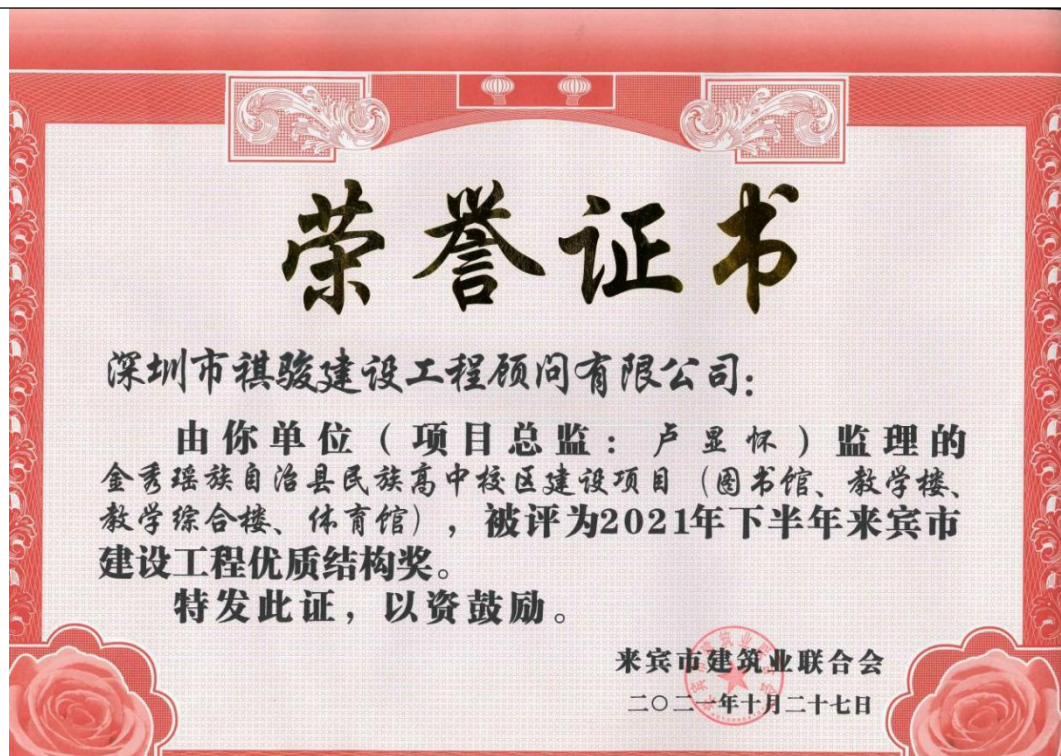 荣誉证书
深圳市祺骏建设工程顾问有限公司：
由你单位（项目总监：卢显怀）监理的
金秀瑶族自治县民族高中校区建设项目（图书馆、教学楼、
教学综合楼、体育馆），被评为2021年下半年来宾市
建设工程优质结构奖。
特发此证，以资鼓励。
来宾市建筑业联合会
二〇二一年十月二十七日